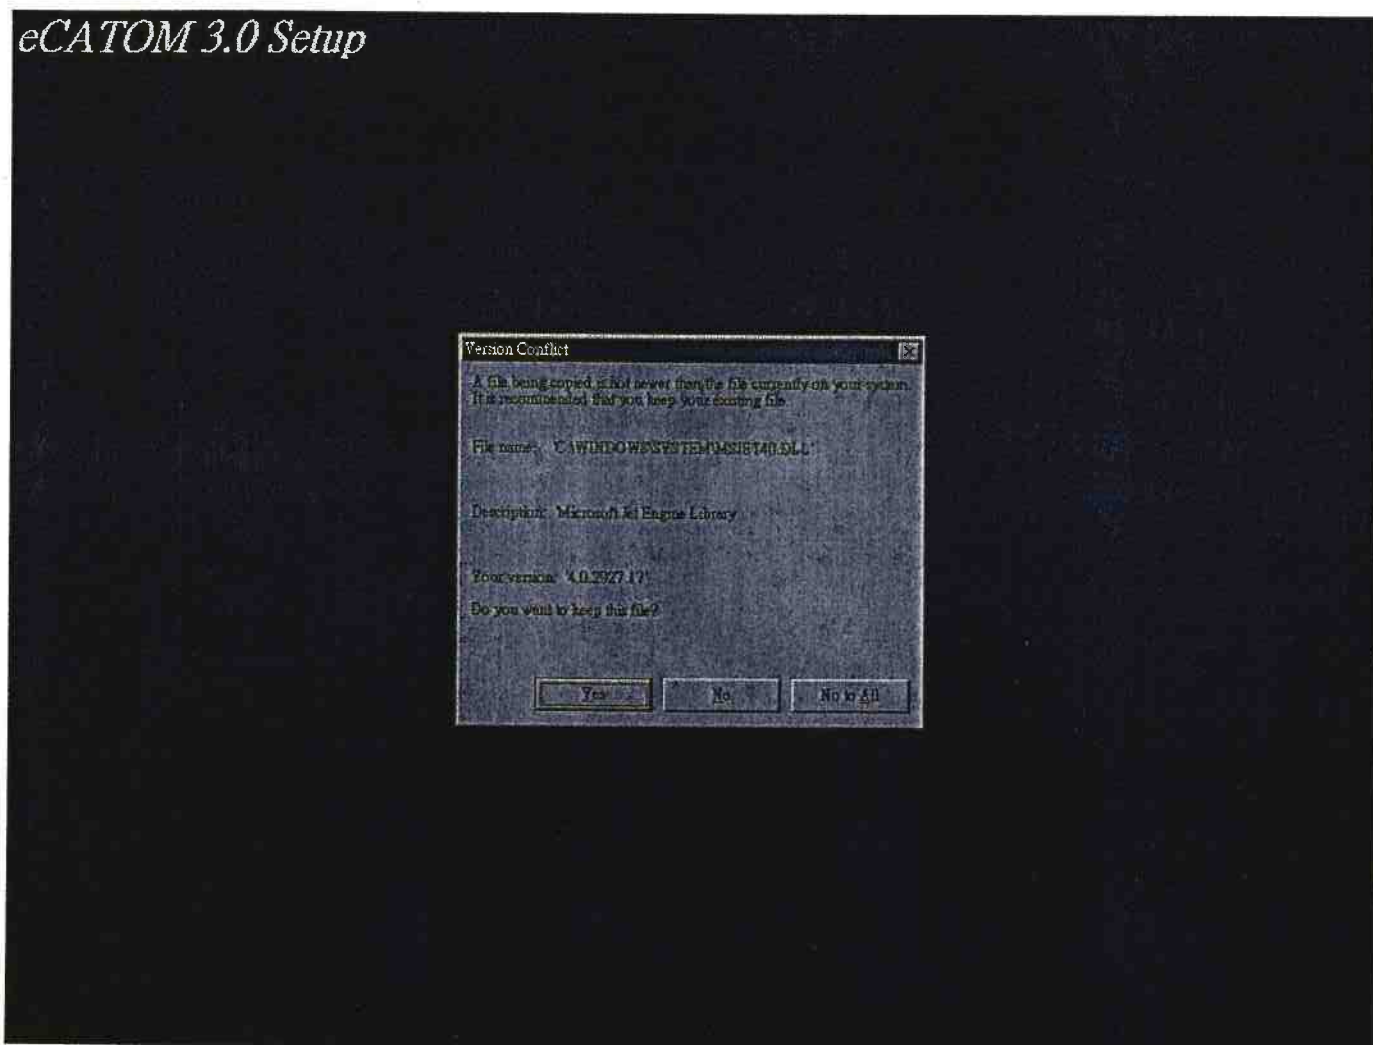 eCATOM 3.0 Setup
Version Conflict
A file being copied is not newer than the file currently on your system.
It is recommended that you keep your existing file.
File name: 'C:\WINDOWS\SYSTEM\MSJET40.DLL'
Description: 'Microsoft Jet Engine Library'
Your version: '4.0.2927.17'
Do you want to keep this file?
Yes
No
No to All